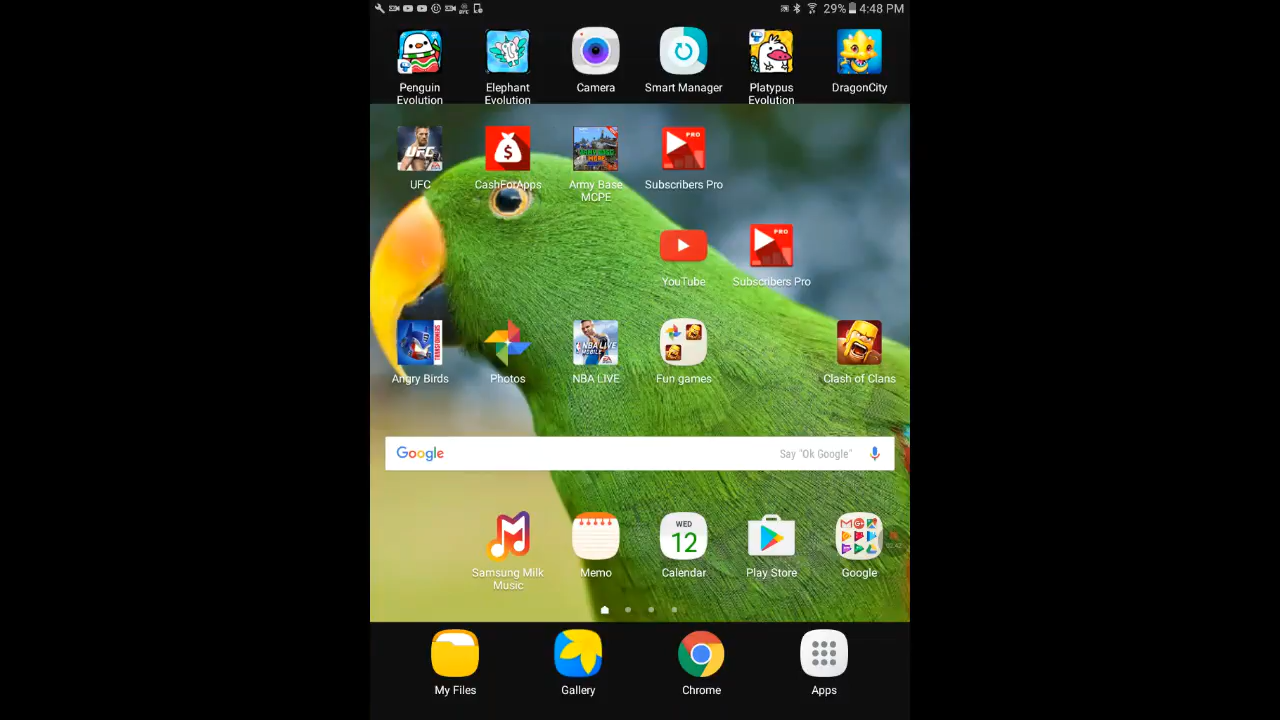 29% 4:48 PM
Penguin Evolution
Elephant Evolution
Camera
Smart Manager
Platypus Evolution
DragonCity
UFC
CashForApps
Army Base MCPE
Subscribers Pro
PRO
YouTube
Subscribers Pro
PRO
Angry Birds
Photos
NBA LIVE
Fun games
Clash of Clans
Google
Say "Ok Google"
Samsung Milk Music
Memo
WED
12
Calendar
Play Store
Google
My Files
Gallery
Chrome
Apps